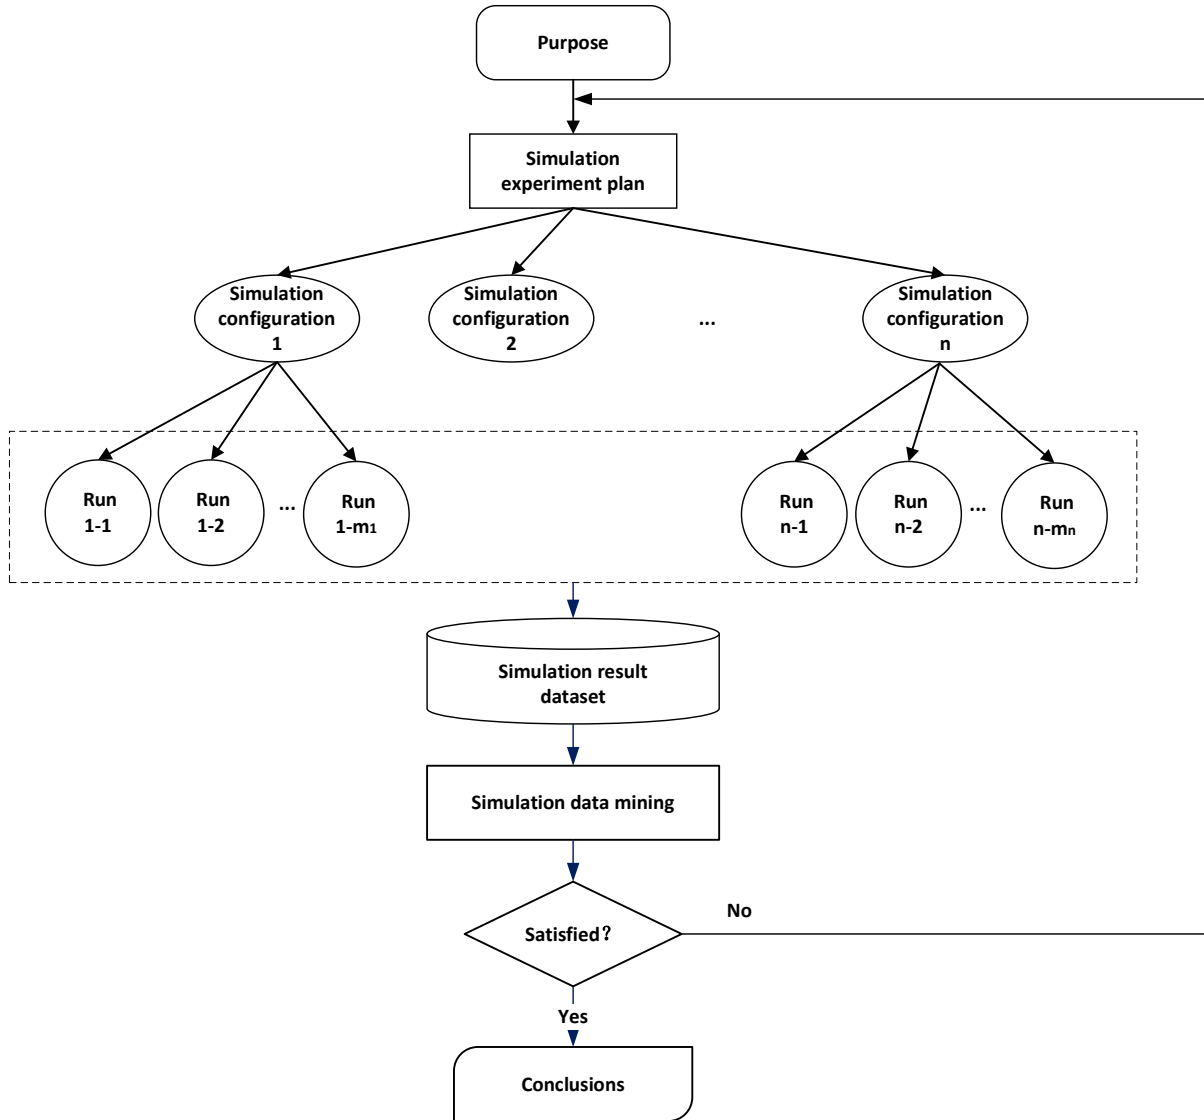 Purpose
Simulation
experiment plan
Simulation
configuration
1
Simulation
configuration
2
...
Simulation
configuration
n
Run
1-1
Run
1-2
...
Run
1-m₁
Run
n-1
Run
n-2
...
Run
n-mₙ
Simulation result
dataset
Simulation data mining
Satisfied？
No
Yes
Conclusions